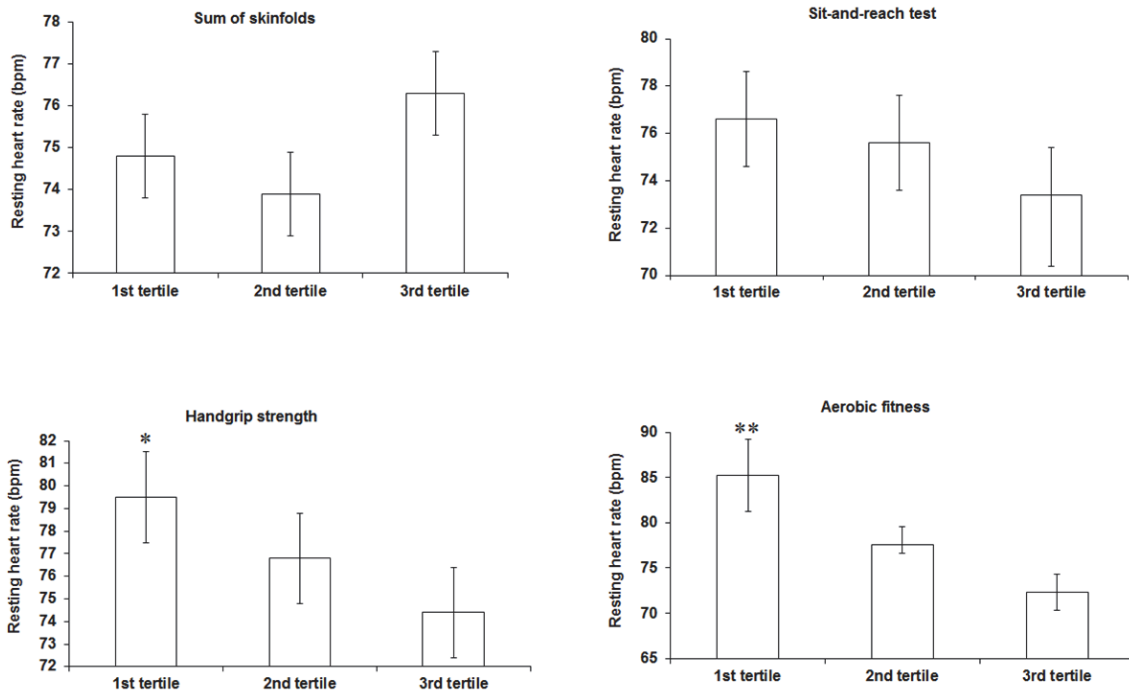 Sum of skinfolds
Resting heart rate (bpm)
78
77
76
75
74
73
72
1st tertile 2nd tertile 3rd tertile
Sit-and-reach test
Resting heart rate (bpm)
80
78
76
74
72
70
1st tertile 2nd tertile 3rd tertile
Handgrip strength
Resting heart rate (bpm)
82
81
80
79
78
77
76
75
74
73
72
*
1st tertile 2nd tertile 3rd tertile
Aerobic fitness
Resting heart rate (bpm)
90
85
80
75
70
65
**
1st tertile 2nd tertile 3rd tertile